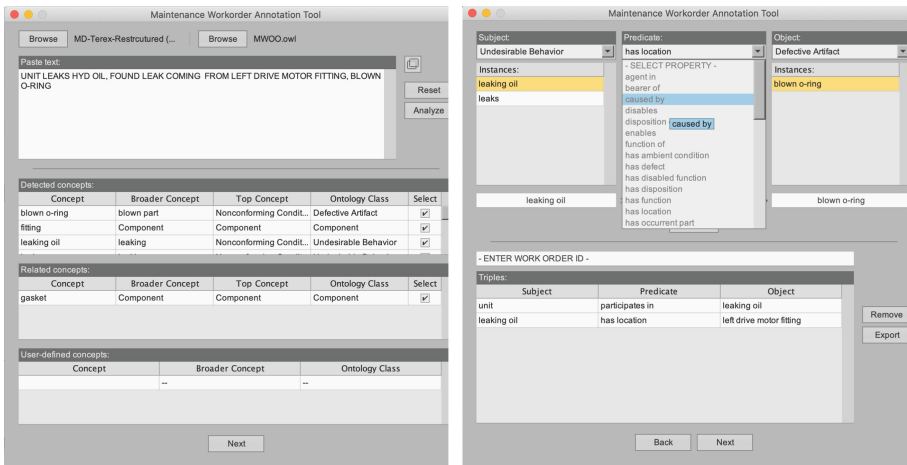 Maintenance Workorder Annotation Tool
Browse MD-Terex-Restrcutured (... Browse MWOO.owl
Paste text:
UNIT LEAKS HYD OIL, FOUND LEAK COMING FROM LEFT DRIVE MOTOR FITTING, BLOWN
O-RING
Reset
Analyze
Detected concepts:
Concept Broader Concept Top Concept Ontology Class Select
blown o-ring blown part Nonconforming Condit... Defective Artifact
fitting Component Component Component
leaking oil leaking Nonconforming Condit... Undesirable Behavior
Related concepts:
Concept Broader Concept Top Concept Ontology Class Select
gasket Component Component Component
User-defined concepts:
Concept Broader Concept Ontology Class
-- --
Next
Maintenance Workorder Annotation Tool
Subject: Predicate: Object:
Undesirable Behavior has location Defective Artifact
Instances: - SELECT PROPERTY - Instances:
leaking oil agent in blown o-ring
leaks bearer of
caused by
disables
disposition caused by
enables
function of
has ambient condition
has defect
has disabled function
has disposition
has function
leaking oil has location blown o-ring
has occurrent part
- ENTER WORK ORDER ID -
Triples:
Subject Predicate Object
unit participates in leaking oil
leaking oil has location left drive motor fitting
Remove
Export
Back Next